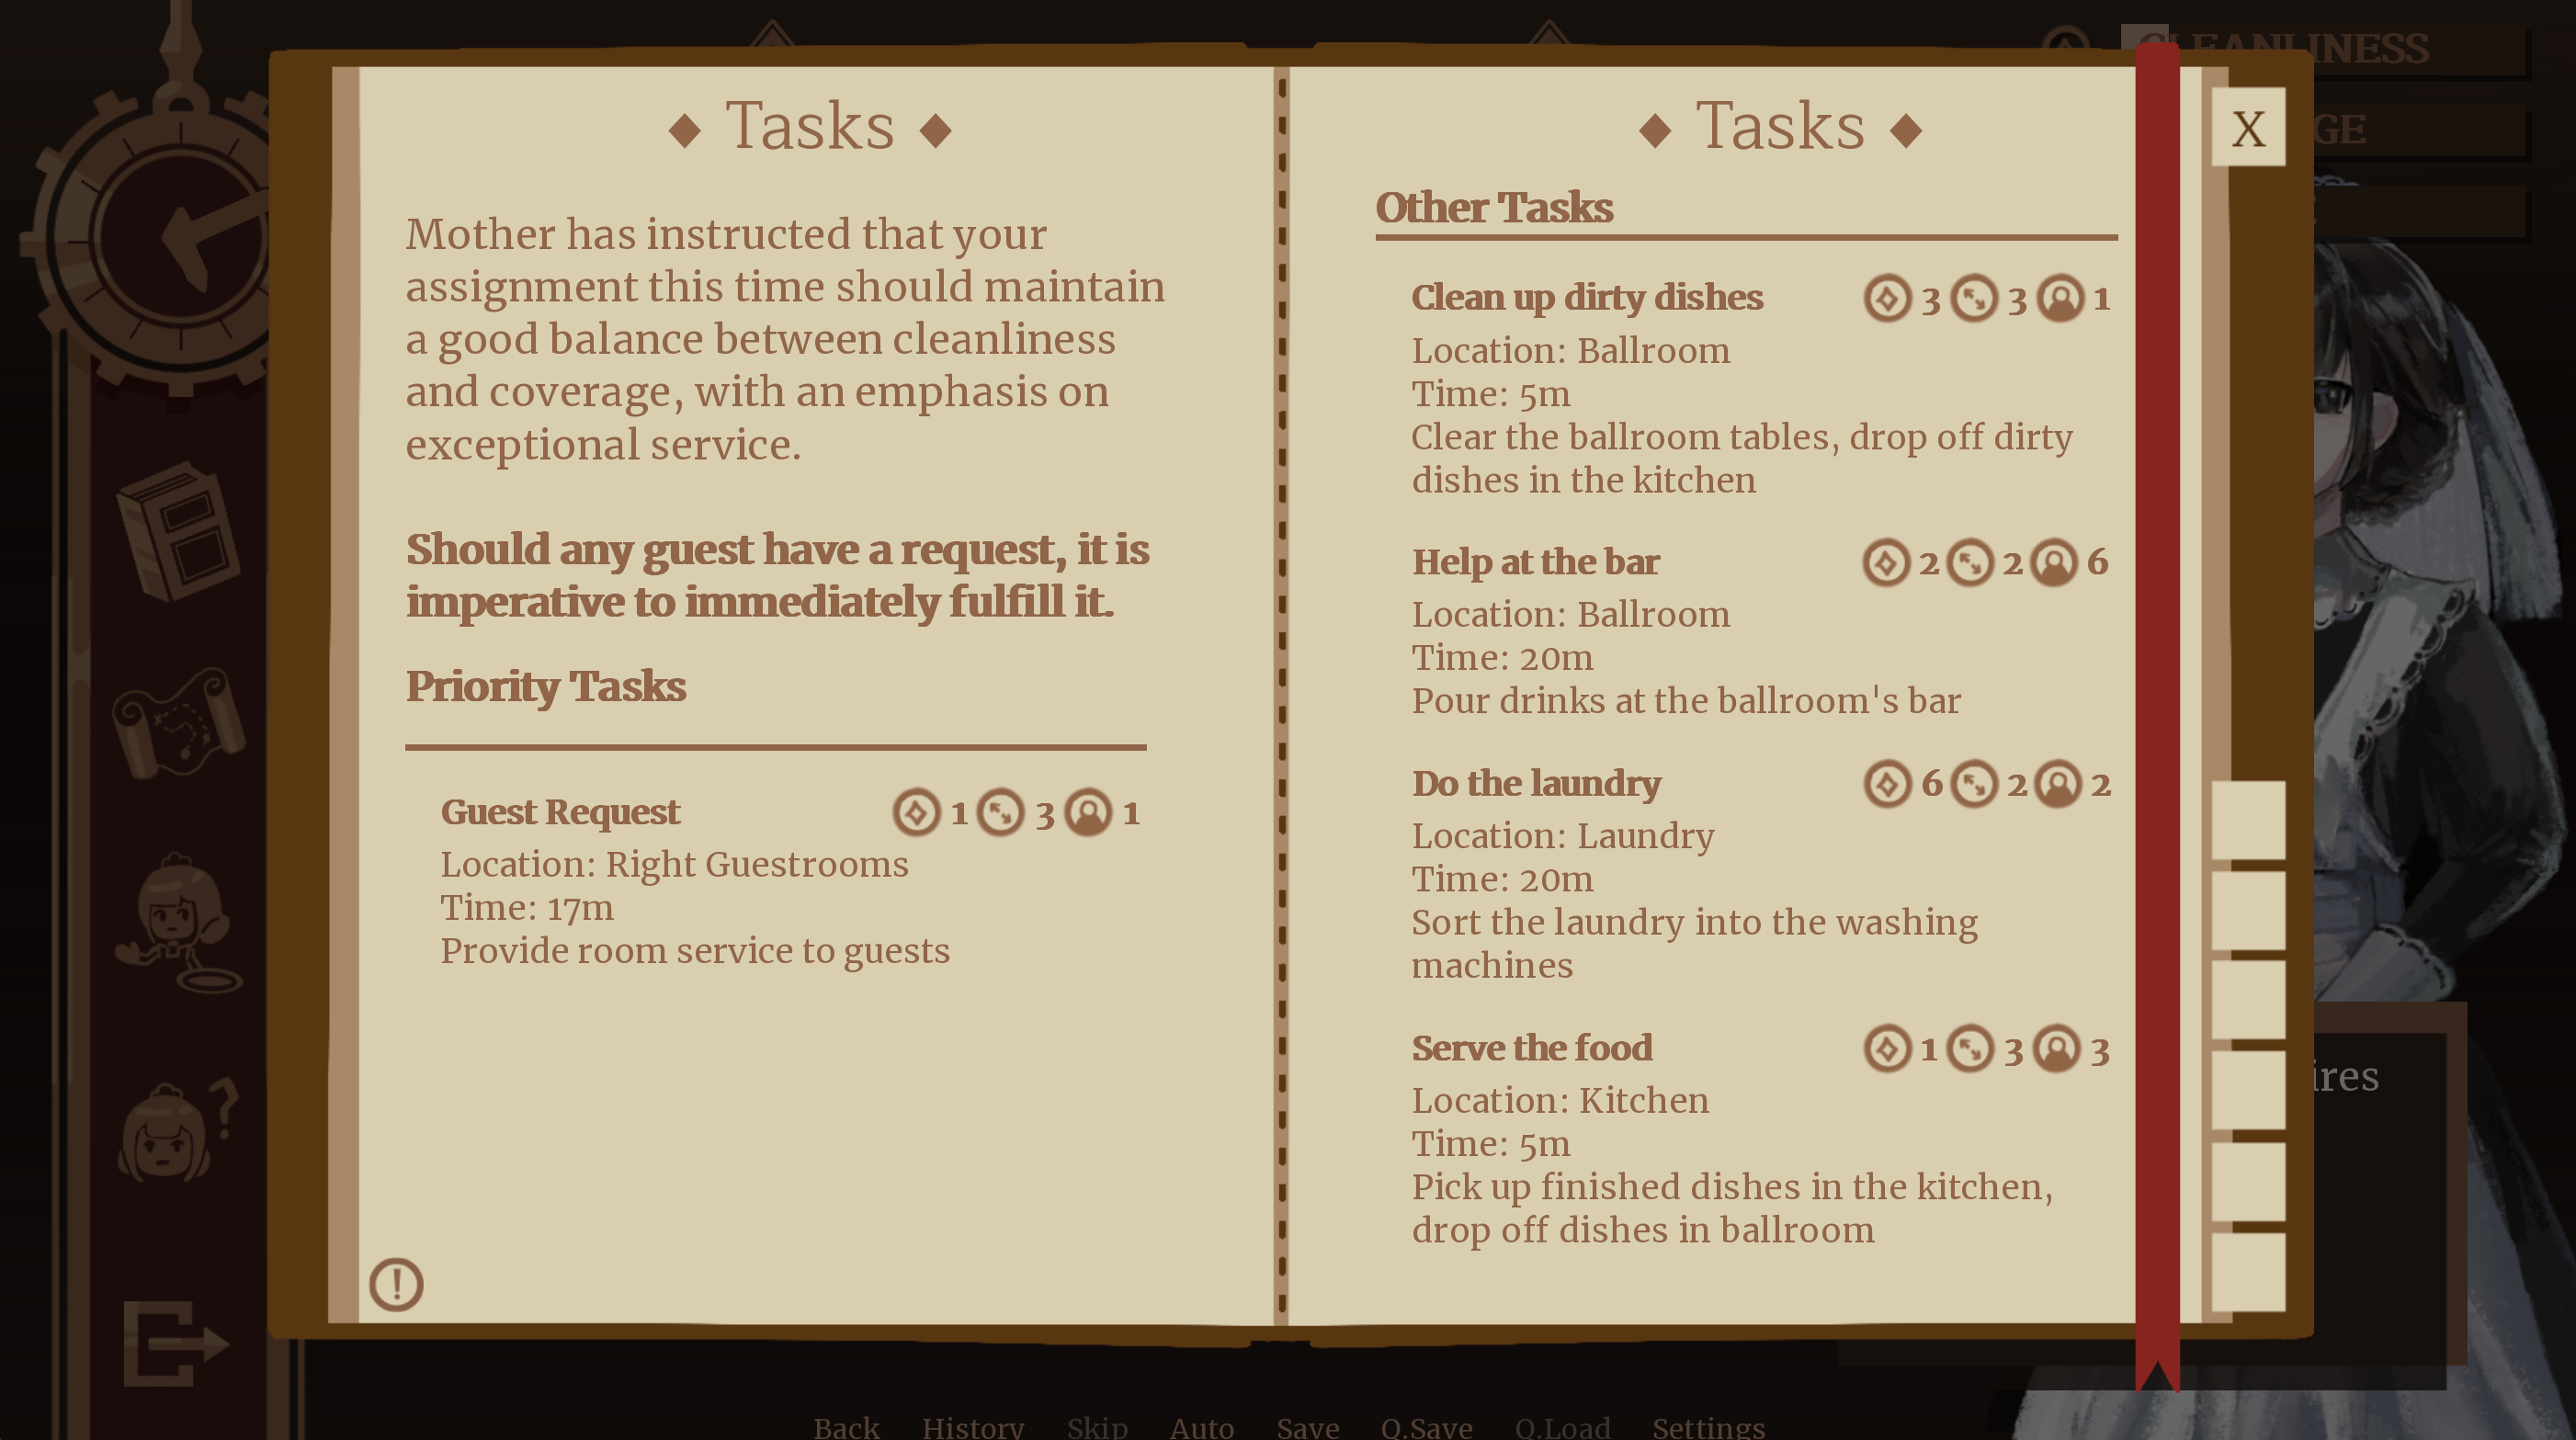 CLEANLINESS
GE
X
Tasks
Mother has instructed that your
assignment this time should maintain
a good balance between cleanliness
and coverage, with an emphasis on
exceptional service.
Should any guest have a request, it is
imperative to immediately fulfill it.
Priority Tasks
Guest Request 1 3 1
Location: Right Guestrooms
Time: 17m
Provide room service to guests
!
Tasks
Other Tasks
Clean up dirty dishes 3 3 1
Location: Ballroom
Time: 5m
Clear the ballroom tables, drop off dirty
dishes in the kitchen
Help at the bar 2 2 6
Location: Ballroom
Time: 20m
Pour drinks at the ballroom's bar
Do the laundry 6 2 2
Location: Laundry
Time: 20m
Sort the laundry into the washing
machines
Serve the food 1 3 3
Location: Kitchen
Time: 5m
Pick up finished dishes in the kitchen,
drop off dishes in ballroom
ires
Back History Skip Auto Save Q.Save Q.Load Settings